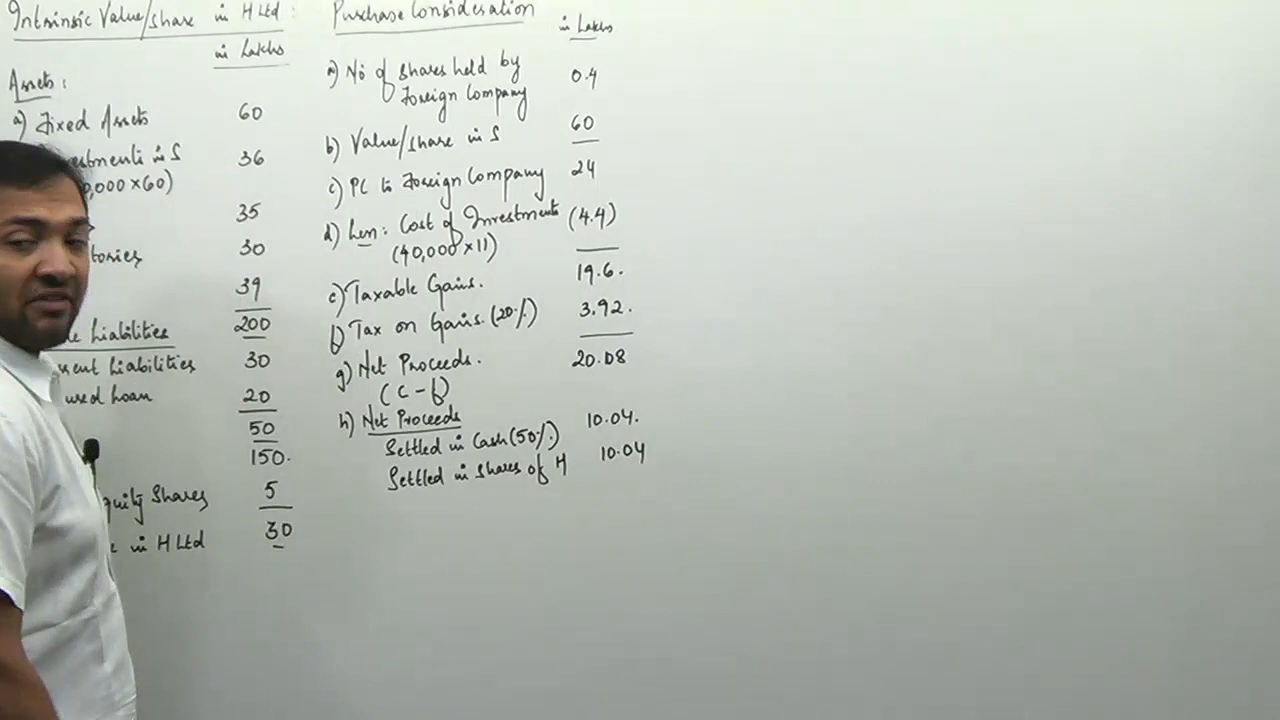 Intrinsic Value/share in H Ltd :
in Lakhs
Assets :
a) Fixed Assets 60
estments in S 36
0,000 × 60)
35
tories 30
39
200
le Liabilities
rent Liabilities 30
ured Loan 20
50
150.
quity Shares 5
e in H Ltd 30
Purchase Consideration
in Lakhs
a) No of shares held by 0.4
Foreign Company
b) Value/share in S 60
c) PC to Foreign Company 24
d) Less: Cost of Investments (4.4)
(40,000 × 11)
e) Taxable Gains. 19.6.
f) Tax on Gains. (20%) 3.92.
g) Net Proceeds. 20.08
(c - f)
h) Net Proceeds
Settled in Cash (50%) 10.04.
Settled in shares of H 10.04